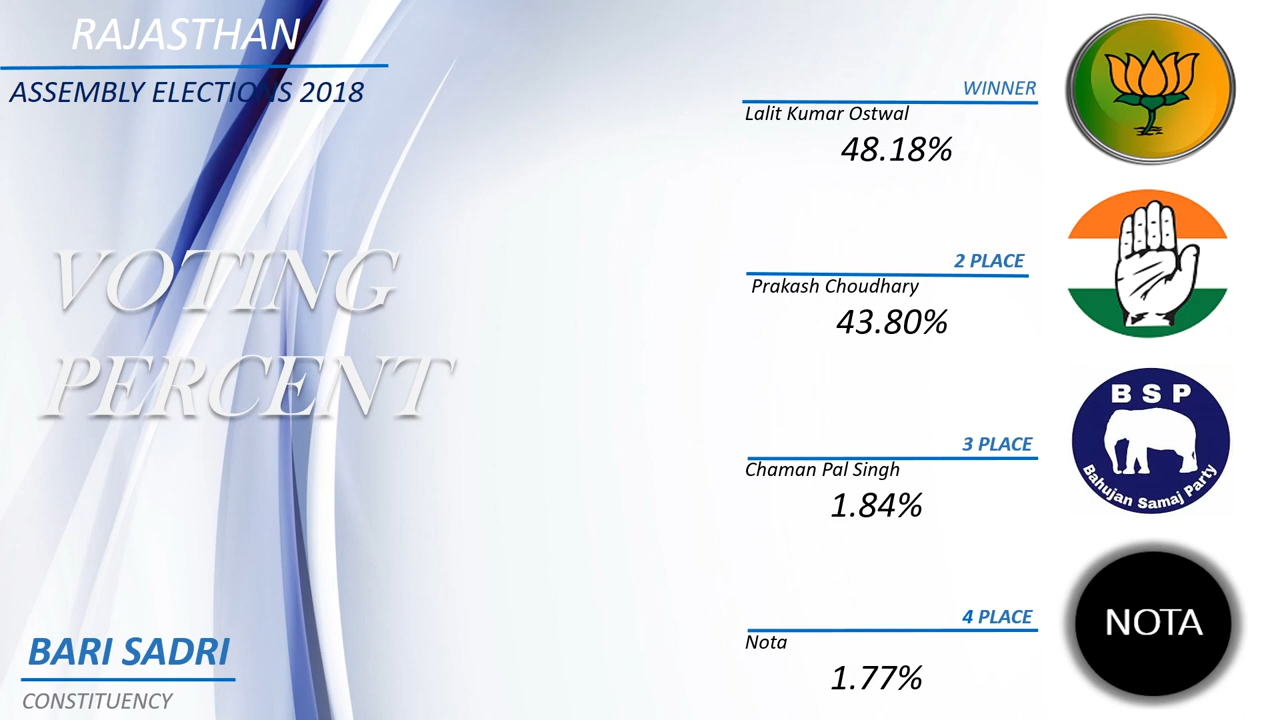 RAJASTHAN
ASSEMBLY ELECTIONS 2018
VOTING
PERCENT
BARI SADRI
CONSTITUENCY
WINNER
Lalit Kumar Ostwal
48.18%
2 PLACE
Prakash Choudhary
43.80%
3 PLACE
Chaman Pal Singh
1.84%
BSP
Bahujan Samaj Party
4 PLACE
Nota
1.77%
NOTA